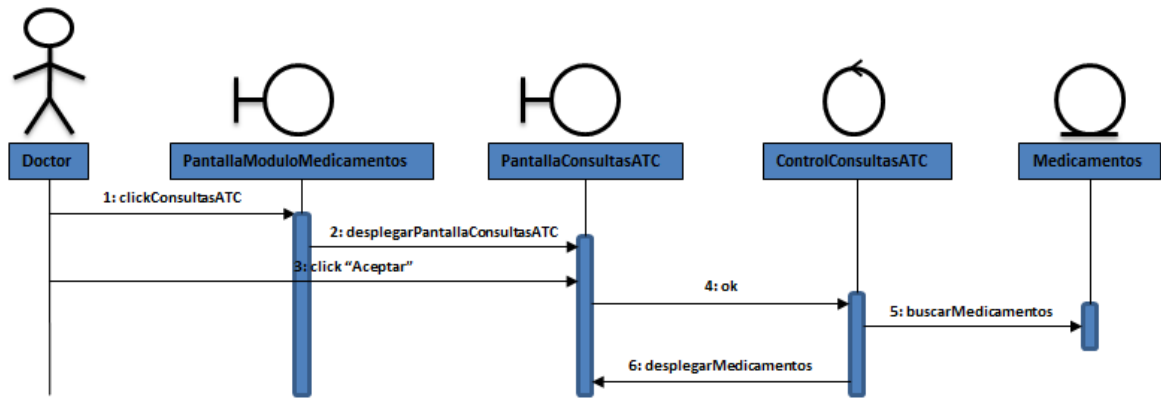 Doctor
PantallaModuloMedicamentos
PantallaConsultasATC
ControlConsultasATC
Medicamentos
1: clickConsultasATC
2: desplegarPantallaConsultasATC
3: click “Aceptar”
4: ok
5: buscarMedicamentos
6: desplegarMedicamentos